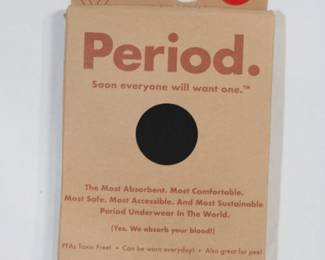 Period.
Soon everyone will want one.™
The Most Absorbent. Most Comfortable.
Most Safe. Most Accessible. And Most Sustainable
Period Underwear In The World.
(Yes. We absorb your blood!)
PFAs Toxin Free! • Can be worn everyday! • Also great for pee!